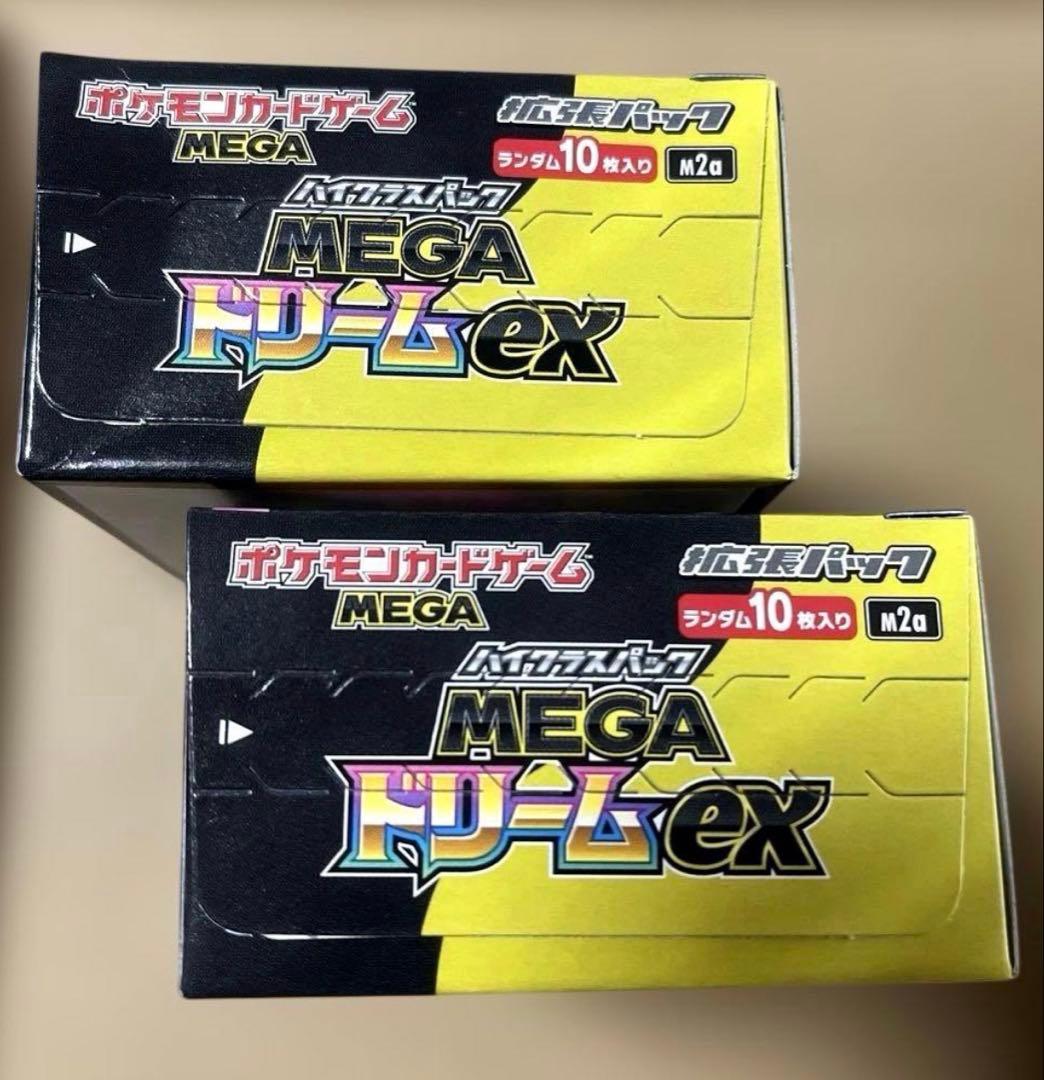 ポケモンカードゲーム
MEGA
拡張パック
ランダム10枚入り M2a
ハイクラスパック
MEGA
ドリームex
ポケモンカードゲーム
MEGA
拡張パック
ランダム10枚入り M2a
ハイクラスパック
MEGA
ドリームex